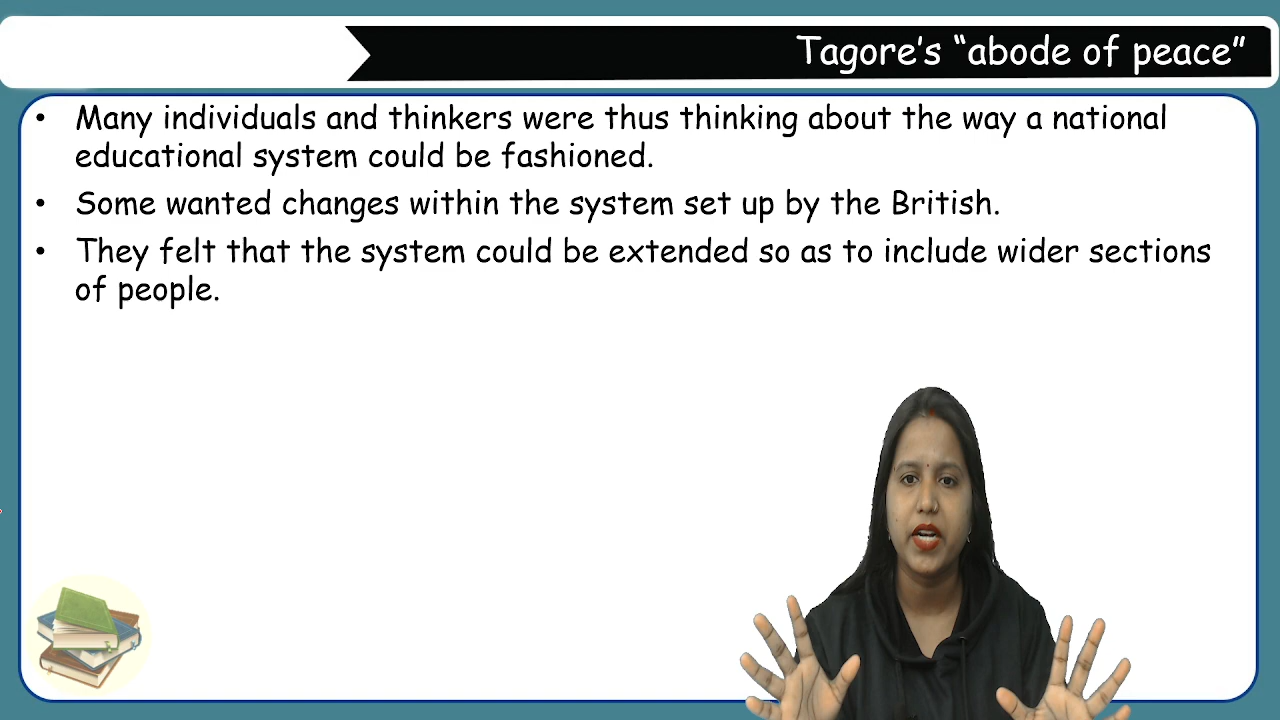 Tagore's “abode of peace”
• Many individuals and thinkers were thus thinking about the way a national
educational system could be fashioned.
• Some wanted changes within the system set up by the British.
• They felt that the system could be extended so as to include wider sections
of people.